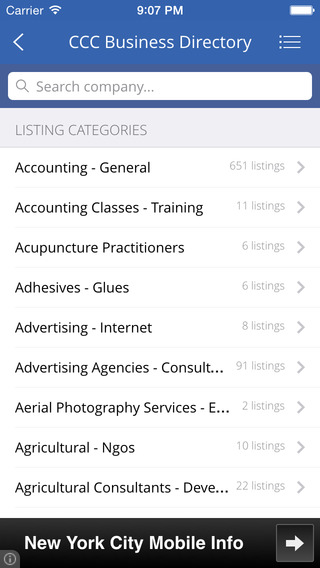 Carrier 9:07 PM
CCC Business Directory
Search company...
LISTING CATEGORIES
Accounting - General 651 listings
Accounting Classes - Training 11 listings
Acupuncture Practitioners 6 listings
Adhesives - Glues 6 listings
Advertising - Internet 8 listings
Advertising Agencies - Consult... 91 listings
Aerial Photography Services - E... 2 listings
Agricultural - Ngos 10 listings
Agricultural Consultants - Deve... 22 listings
New York City Mobile Info